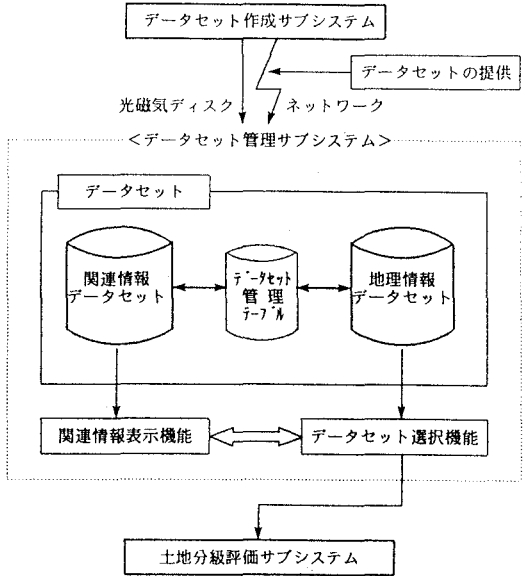 データセット作成サブシステム
データセットの提供
光磁気ディスク
ネットワーク
<データセット管理サブシステム>
データセット
関連情報
データセット
ﾃﾞｰﾀｾｯﾄ
管 理
ﾃｰﾌﾞﾙ
地理情報
データセット
関連情報表示機能
データセット選択機能
土地分級評価サブシステム